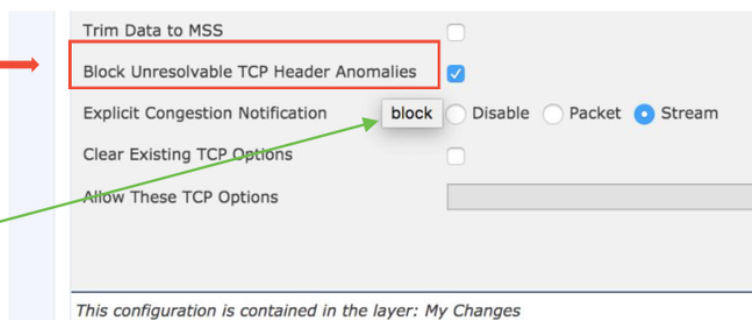 Trim Data to MSS
Block Unresolvable TCP Header Anomalies
Explicit Congestion Notification block Disable Packet Stream
Clear Existing TCP Options
Allow These TCP Options
This configuration is contained in the layer: My Changes